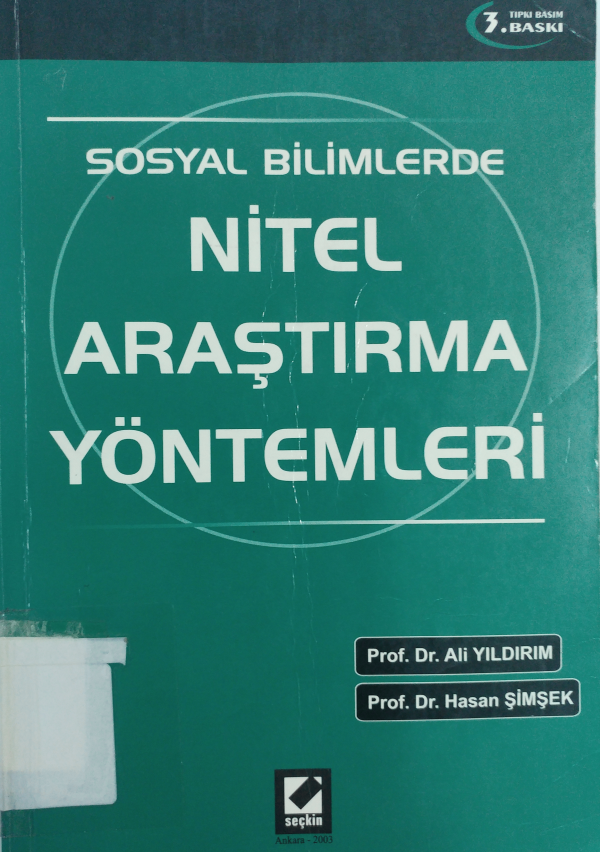 3. TIPKI BASIM
BASKI
SOSYAL BİLİMLERDE
NİTEL
ARAŞTIRMA
YÖNTEMLERİ
Prof. Dr. Ali YILDIRIM
Prof. Dr. Hasan ŞİMŞEK
seçkin
Ankara - 2003